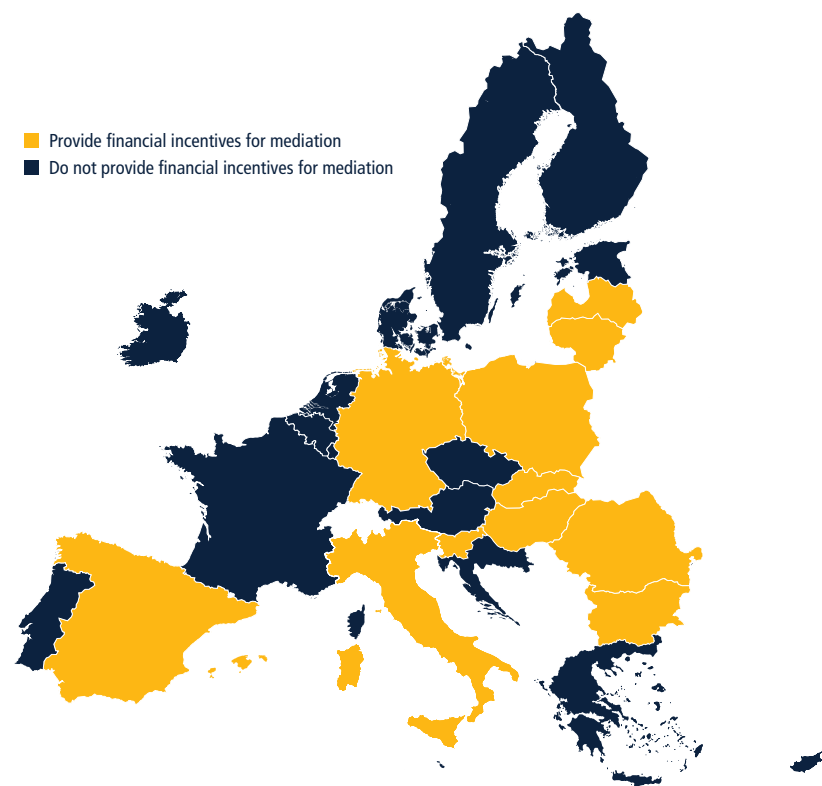 Provide financial incentives for mediation
Do not provide financial incentives for mediation